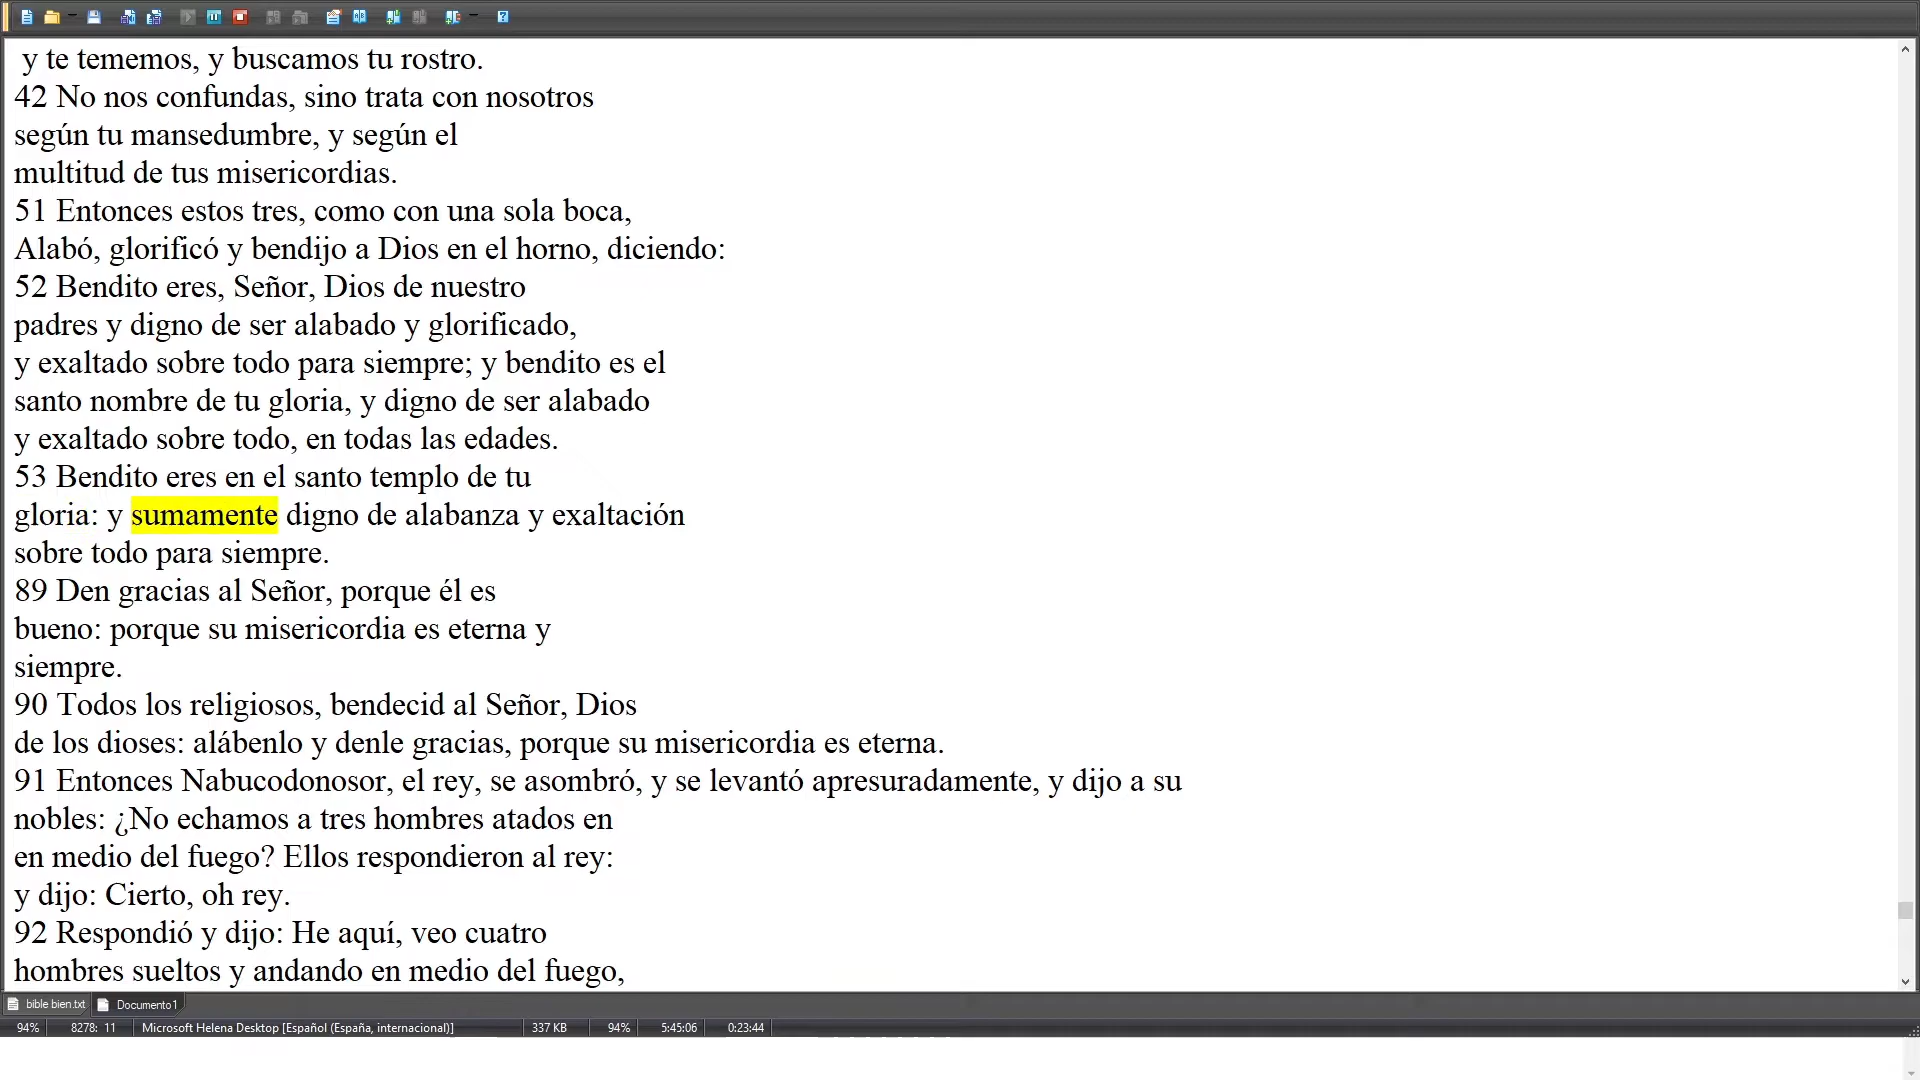 y te tememos, y buscamos tu rostro.
42 No nos confundas, sino trata con nosotros
según tu mansedumbre, y según el
multitud de tus misericordias.
51 Entonces estos tres, como con una sola boca,
Alabó, glorificó y bendijo a Dios en el horno, diciendo:
52 Bendito eres, Señor, Dios de nuestro
padres y digno de ser alabado y glorificado,
y exaltado sobre todo para siempre; y bendito es el
santo nombre de tu gloria, y digno de ser alabado
y exaltado sobre todo, en todas las edades.
53 Bendito eres en el santo templo de tu
gloria: y sumamente digno de alabanza y exaltación
sobre todo para siempre.
89 Den gracias al Señor, porque él es
bueno: porque su misericordia es eterna y
siempre.
90 Todos los religiosos, bendecid al Señor, Dios
de los dioses: alábenlo y denle gracias, porque su misericordia es eterna.
91 Entonces Nabucodonosor, el rey, se asombró, y se levantó apresuradamente, y dijo a su
nobles: ¿No echamos a tres hombres atados en
en medio del fuego? Ellos respondieron al rey:
y dijo: Cierto, oh rey.
92 Respondió y dijo: He aquí, veo cuatro
hombres sueltos y andando en medio del fuego,
bible bien.txt Documento1
94% 8278: 11 Microsoft Helena Desktop [Español (España, internacional)] 337 KB 94% 5:45:06 0:23:44